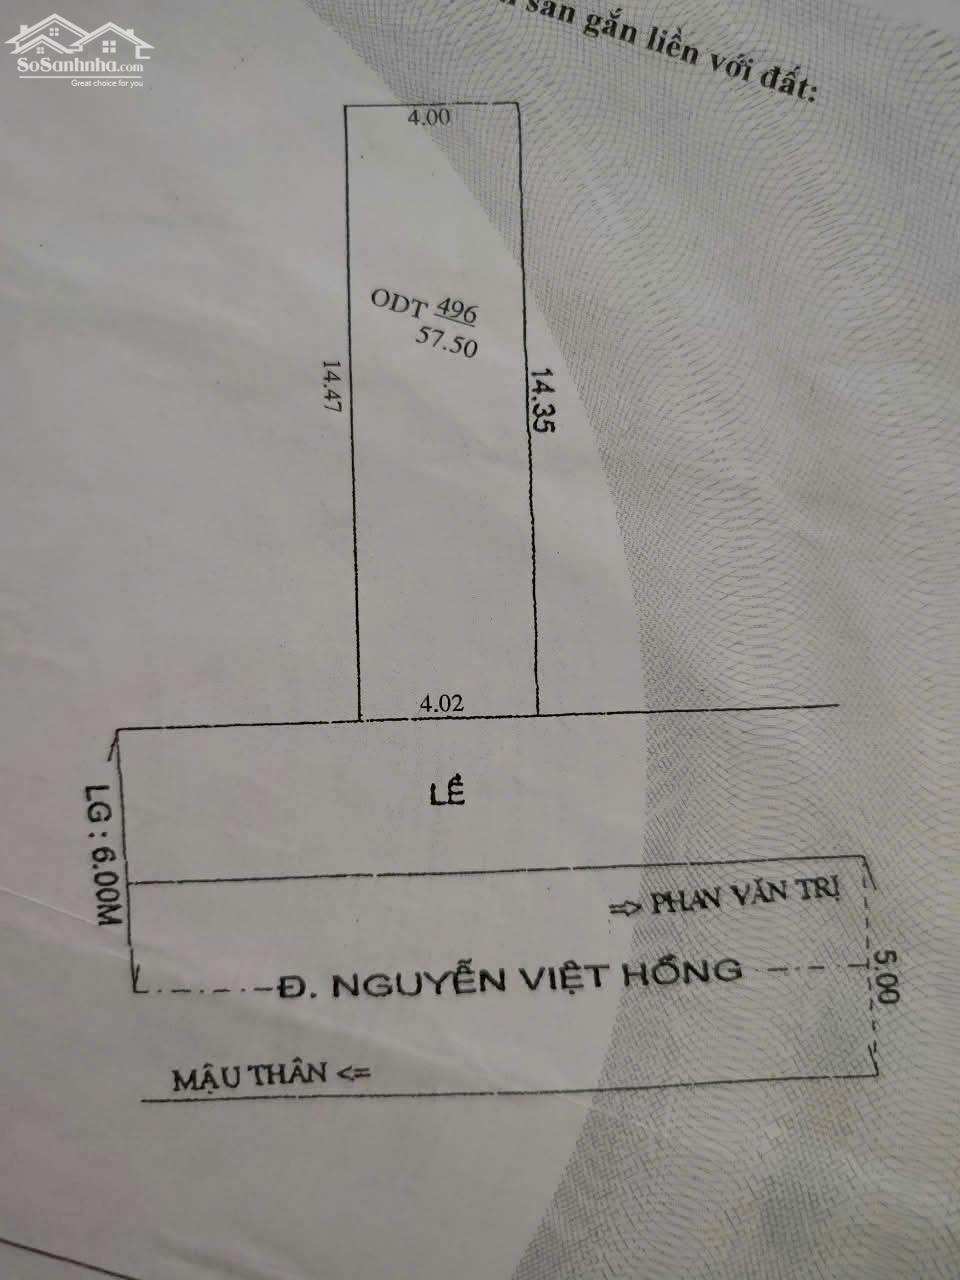 SoSanhnha.com
Great choice for you
sản gắn liền với đất:
4.00
ODT 496
57.50
14.47
14.35
4.02
LỀ
LG : 6.00M
=> PHAN VĂN TRỊ
5.00
Đ. NGUYỄN VIỆT HỒNG
MẬU THÂN <=